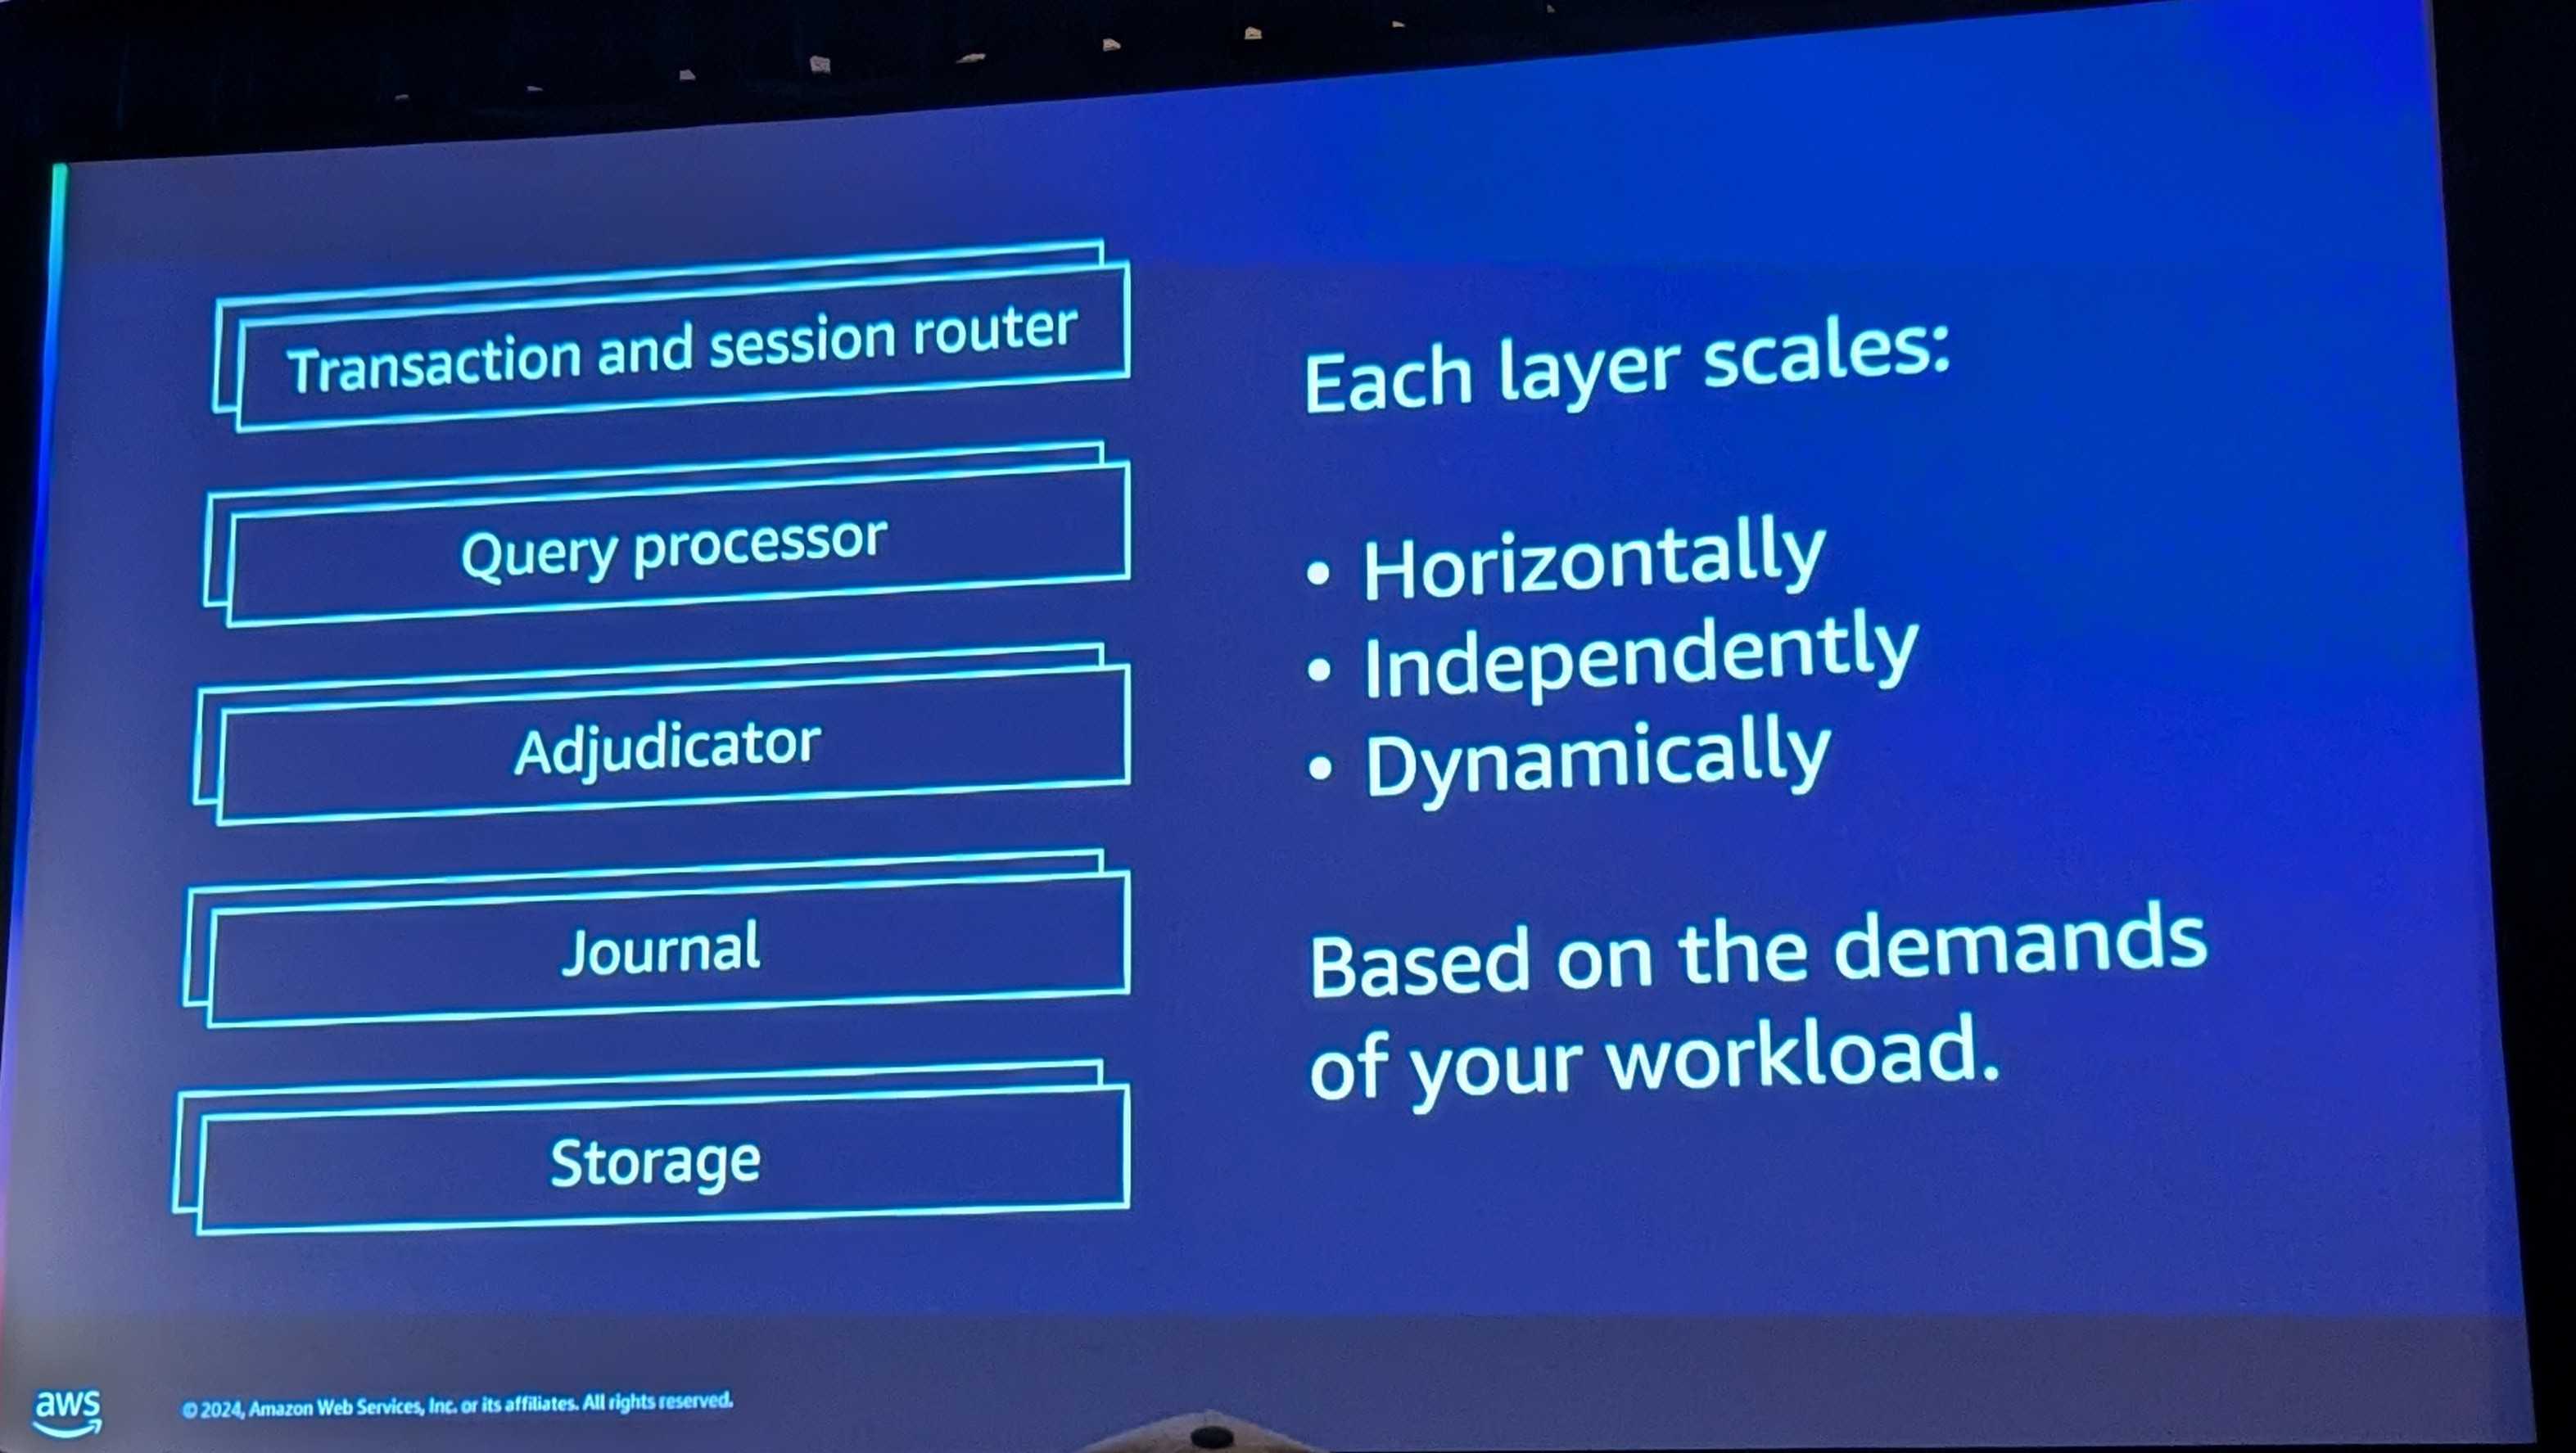 Transaction and session router
Query processor
Adjudicator
Journal
Storage
Each layer scales:
• Horizontally
• Independently
• Dynamically
Based on the demands
of your workload.
aws
© 2024, Amazon Web Services, Inc. or its affiliates. All rights reserved.